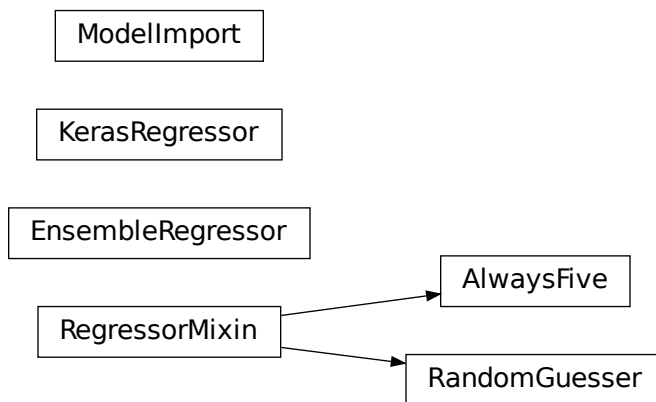 ModelImport
KerasRegressor
EnsembleRegressor
AlwaysFive
RegressorMixin
RandomGuesser